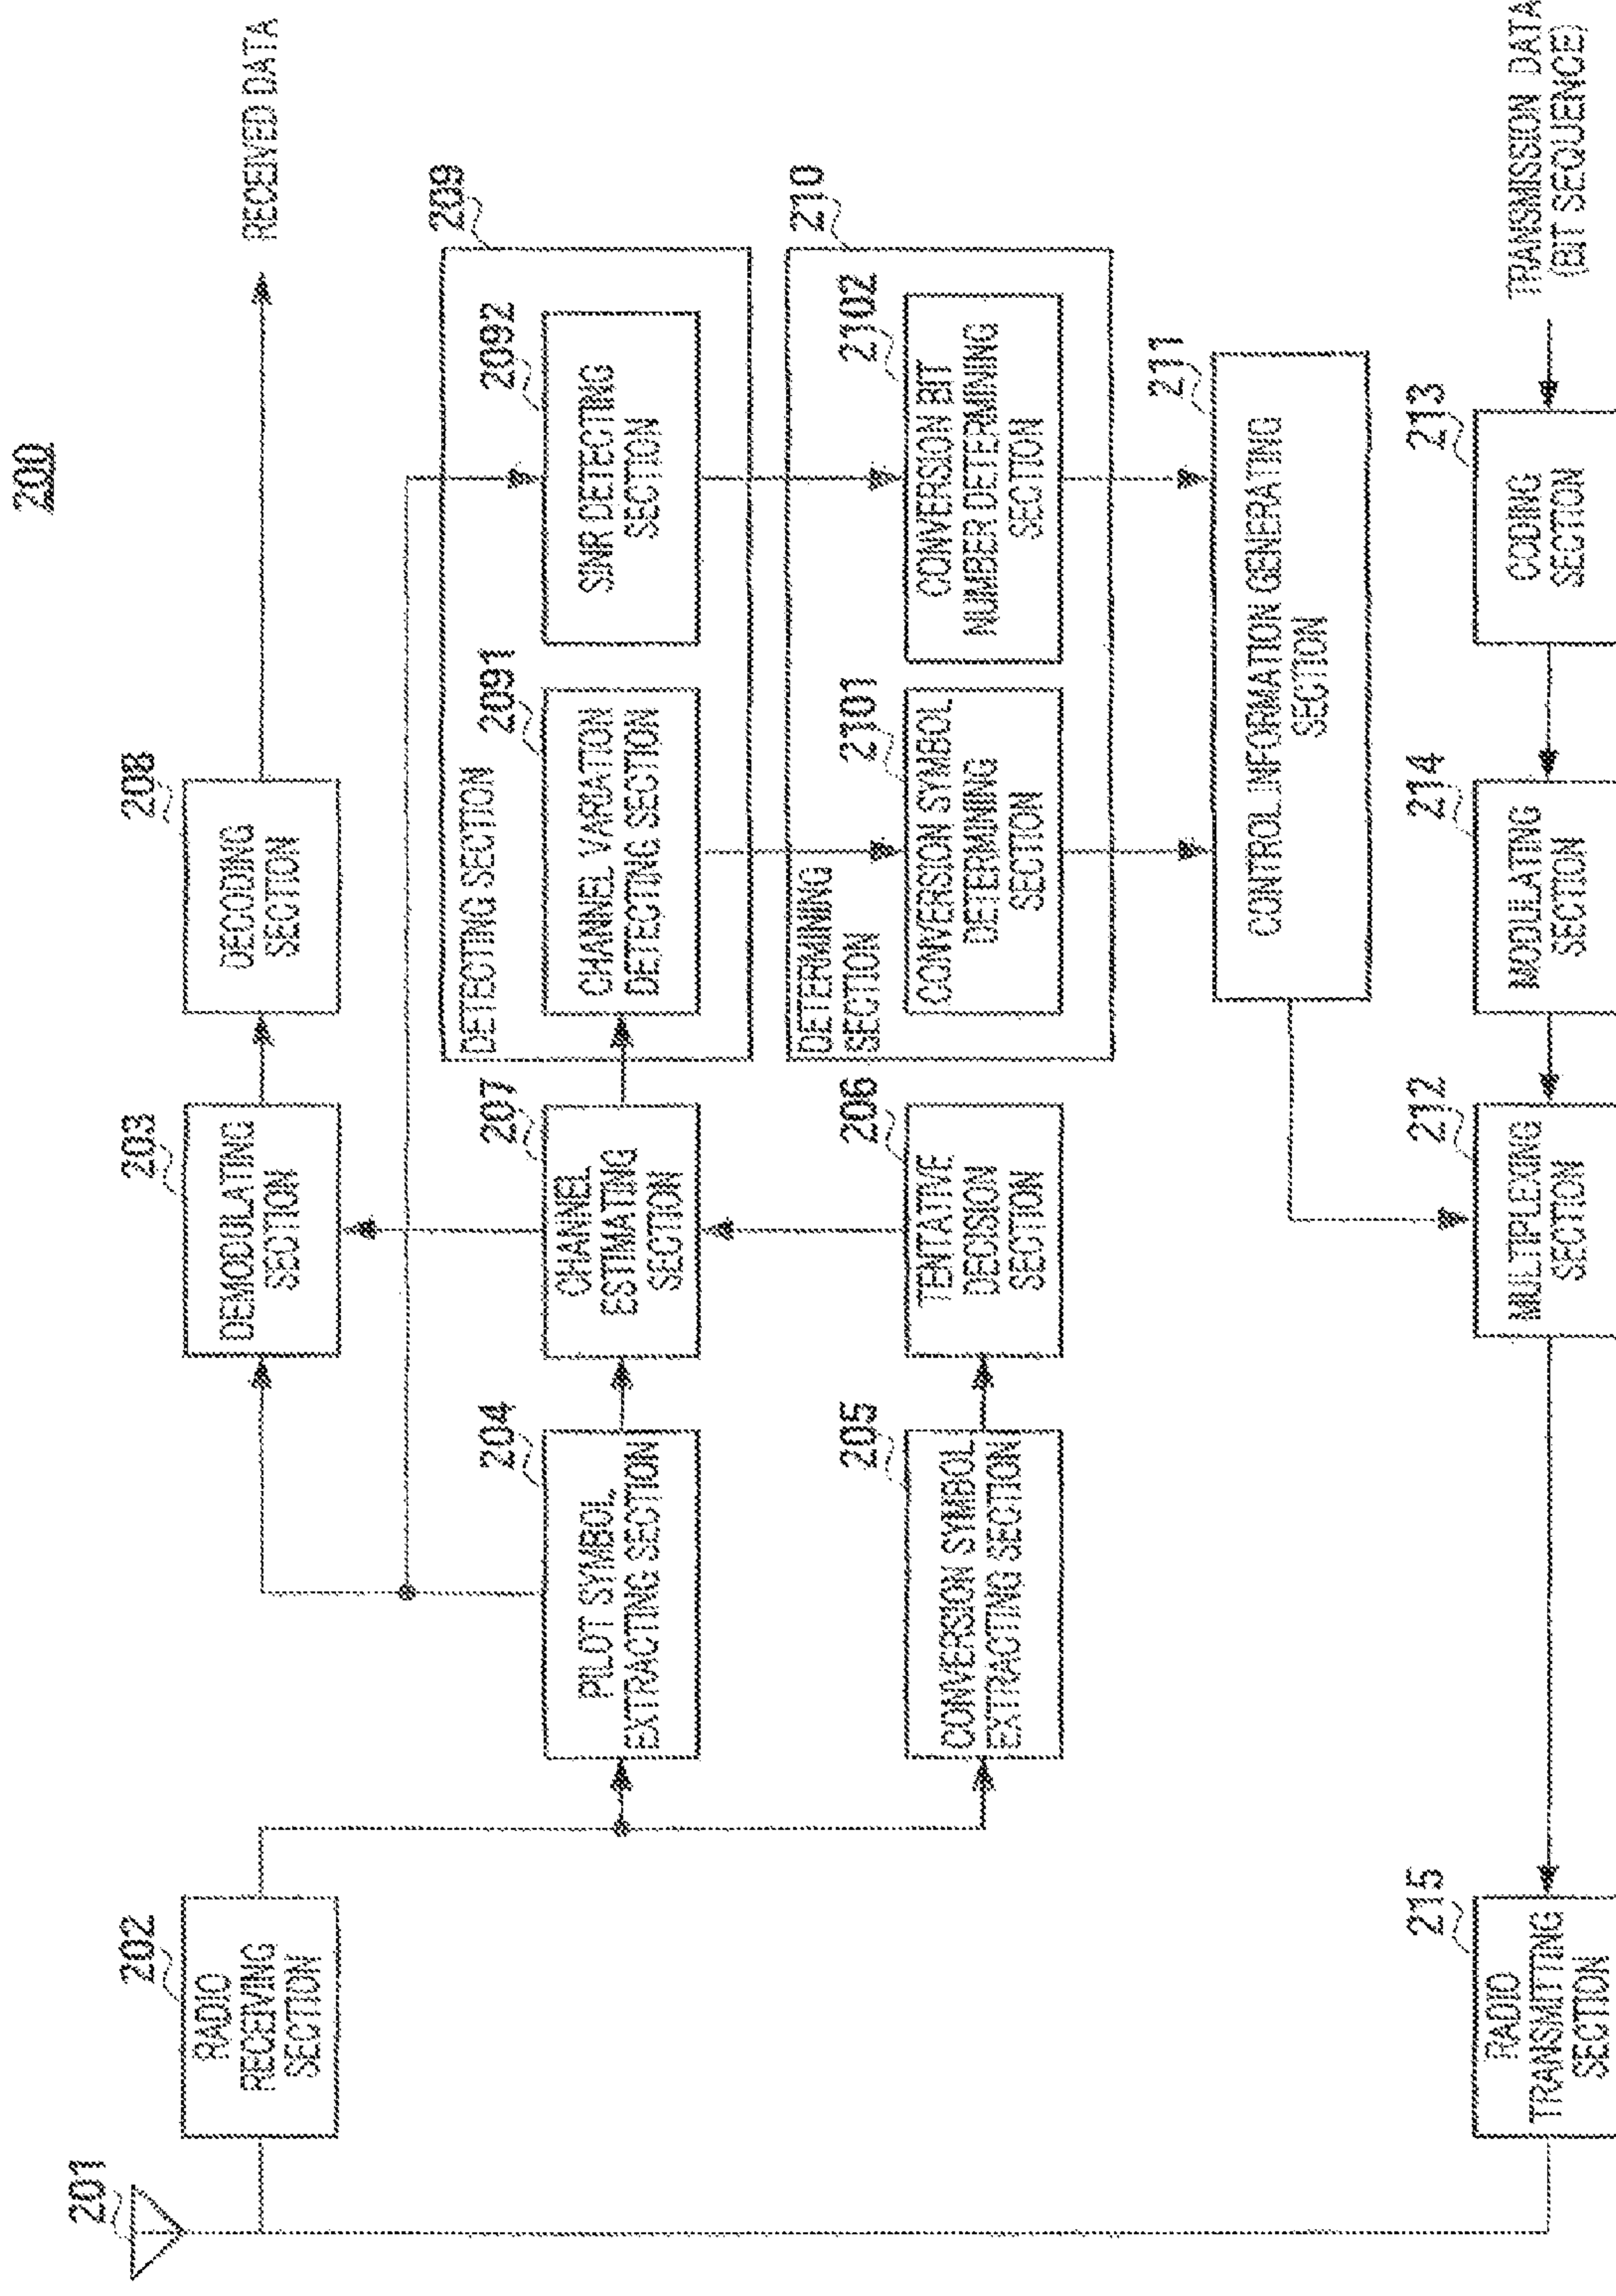 200
201
202
RADIO
RECEIVING
SECTION
203
DEMODULATING
SECTION
208
DECODING
SECTION
RECEIVED DATA
204
PILOT SYMBOL
EXTRACTING SECTION
207
CHANNEL
ESTIMATING
SECTION
209
DETECTING SECTION
2091
CHANNEL VARIATION
DETECTING SECTION
2092
SINR DETECTING
SECTION
205
CONVERSION SYMBOL
EXTRACTING SECTION
206
TENTATIVE
DECISION
SECTION
210
DETERMINING
SECTION
2101
CONVERSION SYMBOL
DETERMINING
SECTION
2102
CONVERSION BIT
NUMBER DETERMINING
SECTION
211
CONTROL INFORMATION GENERATING
SECTION
215
RADIO
TRANSMITTING
SECTION
212
MULTIPLEXING
SECTION
214
MODULATING
SECTION
213
CODING
SECTION
TRANSMISSION DATA
(BIT SEQUENCE)